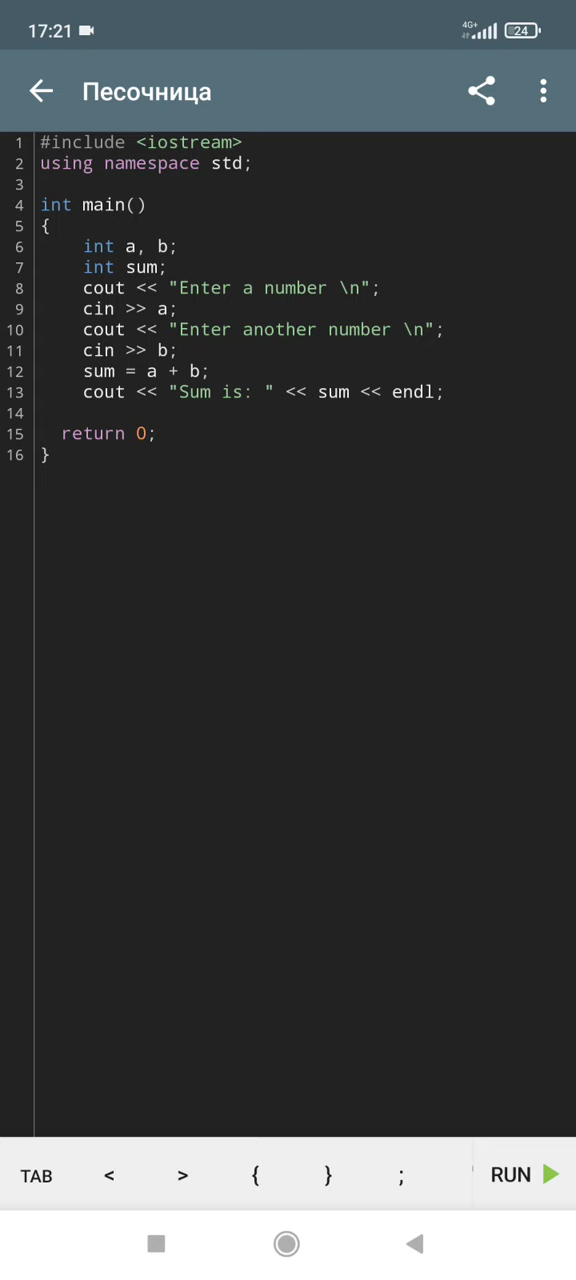 17:21 4G+ 24
Песочница
1 #include <iostream>
2 using namespace std;
3
4 int main()
5 {
6 int a, b;
7 int sum;
8 cout << "Enter a number \n";
9 cin >> a;
10 cout << "Enter another number \n";
11 cin >> b;
12 sum = a + b;
13 cout << "Sum is: " << sum << endl;
14
15 return 0;
16 }
TAB < > { } ; RUN